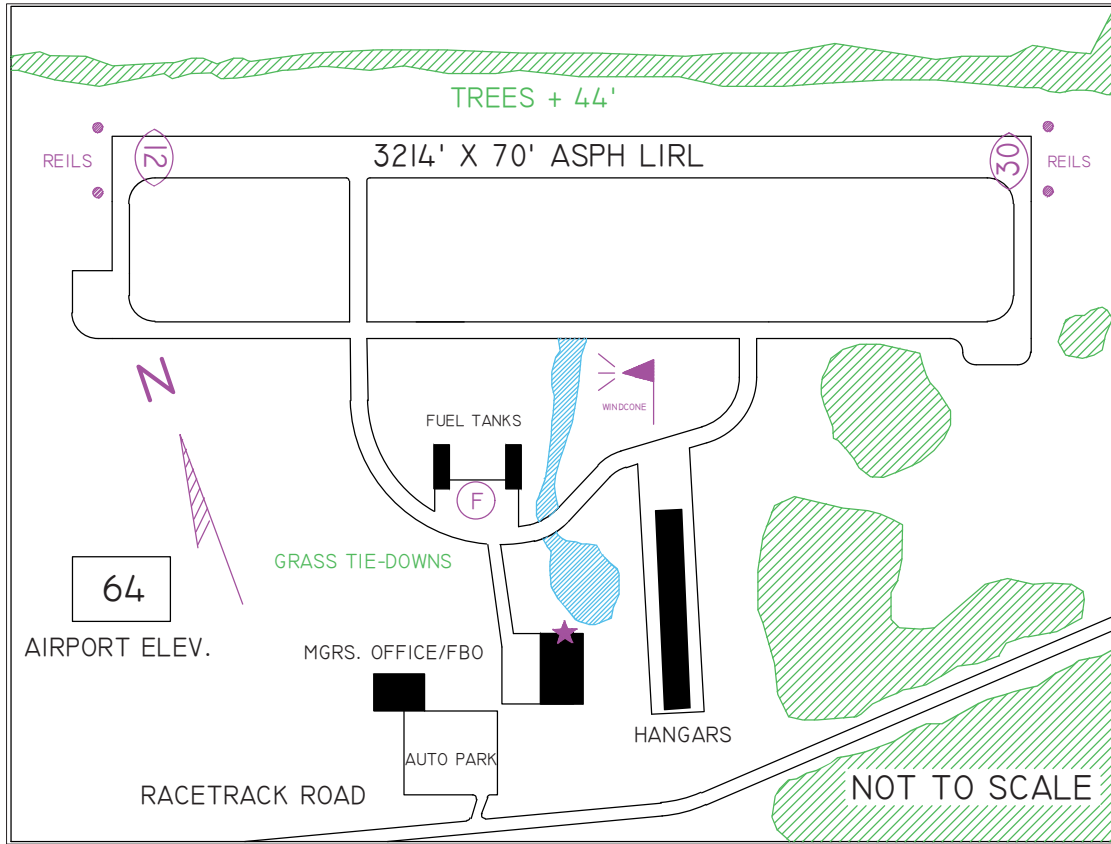 TREES + 44'
REILS
12
3214' X 70' ASPH LIRL
30
REILS
N
WINDCONE
FUEL TANKS
F
GRASS TIE-DOWNS
64
AIRPORT ELEV.
MGRS. OFFICE/FBO
HANGARS
AUTO PARK
RACETRACK ROAD
NOT TO SCALE